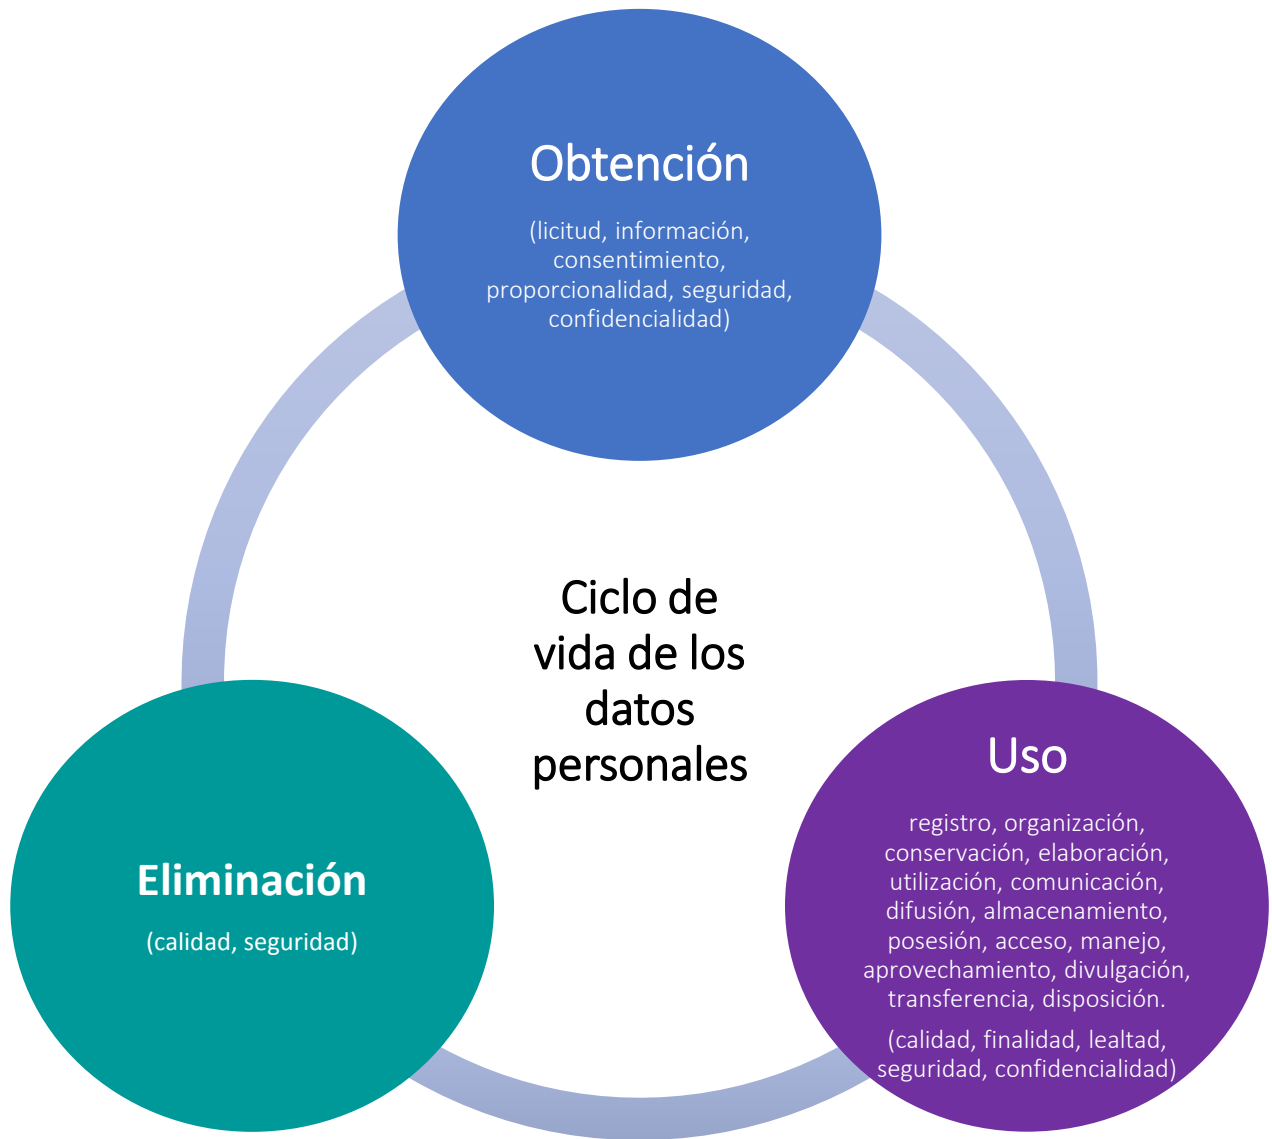 Obtención
(licitud, información,
consentimiento,
proporcionalidad, seguridad,
confidencialidad)
Ciclo de
vida de los
datos
personales
Uso
registro, organización,
conservación, elaboración,
utilización, comunicación,
difusión, almacenamiento,
posesión, acceso, manejo,
aprovechamiento, divulgación,
transferencia, disposición.
(calidad, finalidad, lealtad,
seguridad, confidencialidad)
Eliminación
(calidad, seguridad)